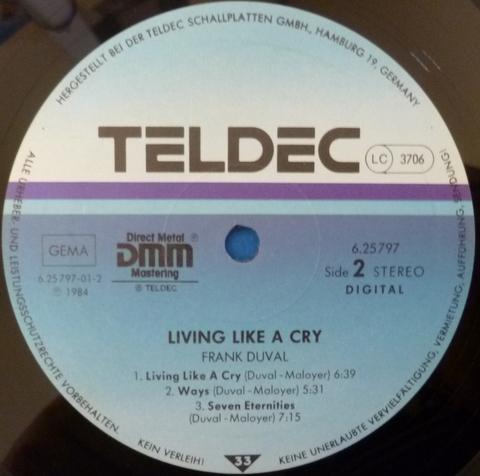 HERGESTELLT BEI DER TELDEC SCHALLPLATTEN GMBH., HAMBURG 19, GERMANY
TELDEC
LC 3706
GEMA
6.25797-01-2
℗ 1984
Direct Metal ℗
DMM
Mastering
® TELDEC
6.25797
Side 2 STEREO
DIGITAL
LIVING LIKE A CRY
FRANK DUVAL
1. Living Like A Cry (Duval - Maloyer) 6:39
2. Ways (Duval - Maloyer) 5:31
3. Seven Eternities
(Duval - Maloyer) 7:15
33
ALLE URHEBER- UND LEISTUNGSSCHUTZRECHTE VORBEHALTEN.
KEIN VERLEIH!
KEINE UNERLAUBTE VERVIELFÄLTIGUNG, VERMIETUNG, AUFFÜHRUNG, SENDUNG!